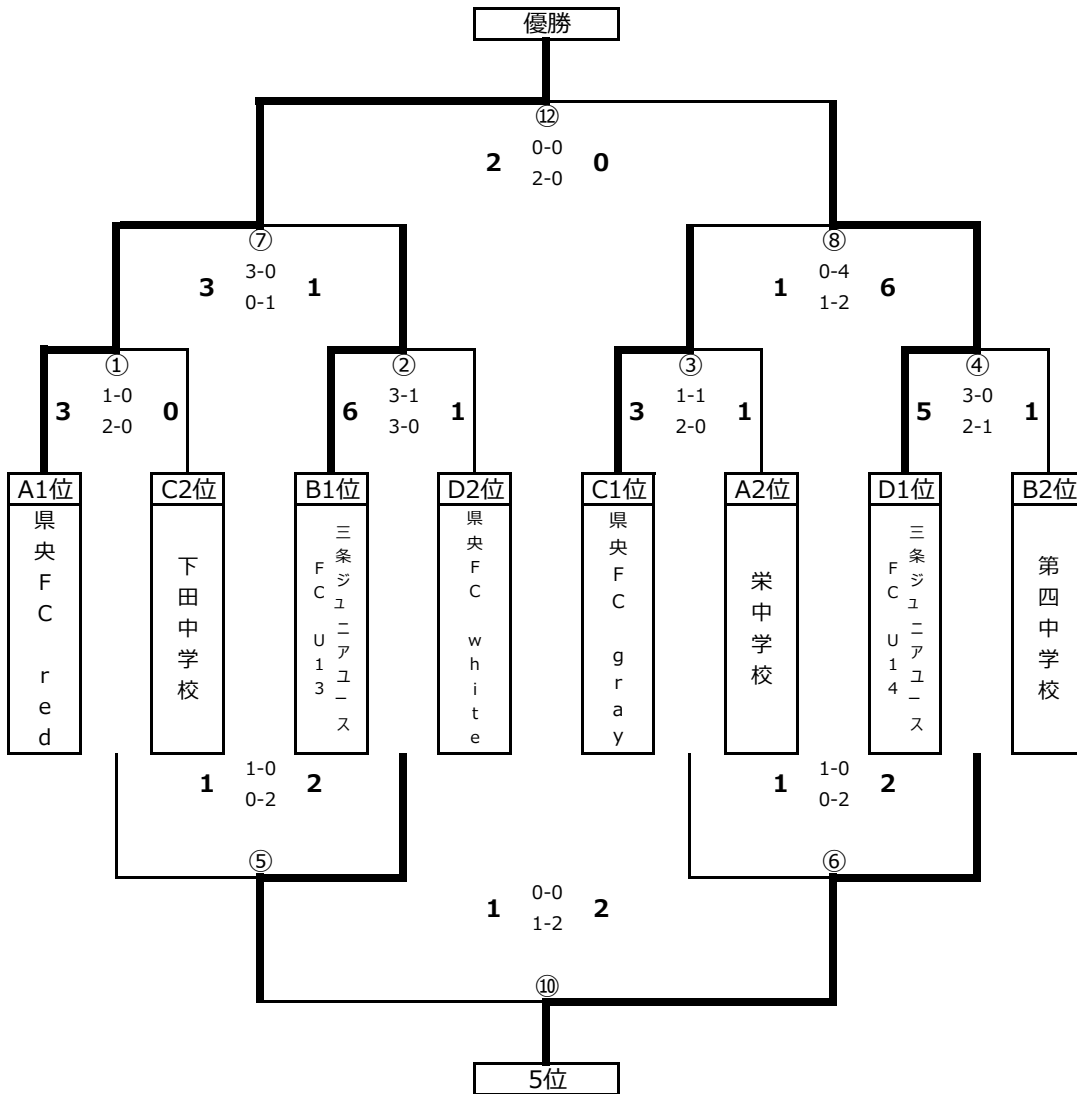 優勝
⑫
0-0
2 0
2-0
⑦ ⑧
3-0 0-4
3 1 1 6
0-1 1-2
① ② ③ ④
1-0 3-1 1-1 3-0
3 0 6 1 3 1 5 1
2-0 3-0 2-0 2-1
A1位 C2位 B1位 D2位 C1位 A2位 D1位 B2位
県央FC red
下田中学校
三条ジュニアユース
FC U13
県央FC white
県央FC gray
栄中学校
三条ジュニアユース
FC U14
第四中学校
1-0 1-0
1 2 1 2
0-2 0-2
⑤ ⑥
0-0
1 2
1-2
⑩
5位